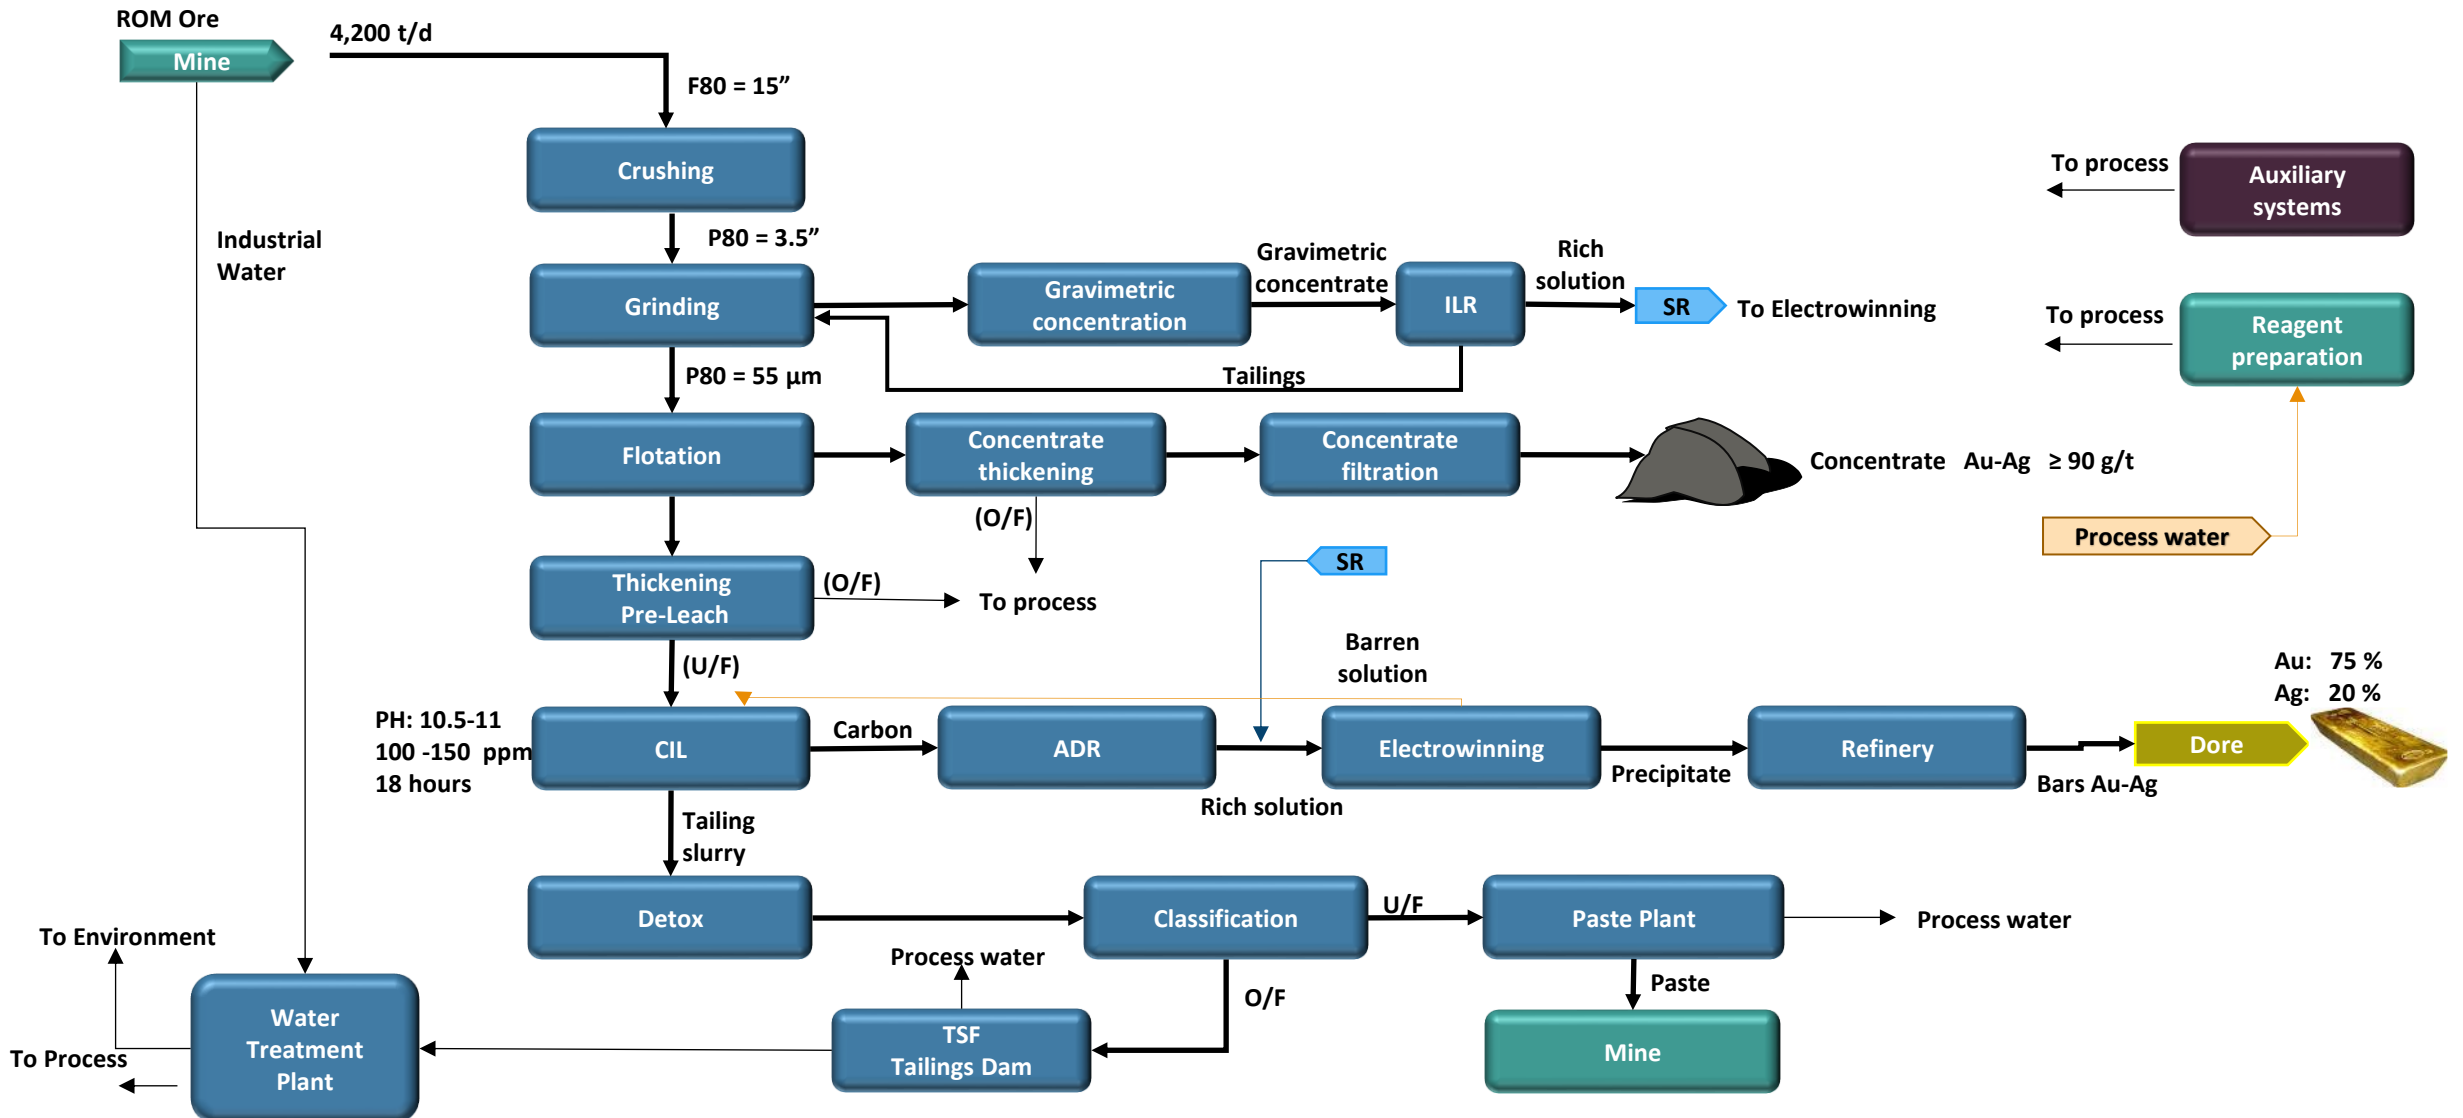 ROM Ore
Mine
4,200 t/d
F80 = 15”
Crushing
To process
Auxiliary
systems
Industrial
Water
P80 = 3.5”
Grinding
Gravimetric
concentration
Gravimetric
concentrate
ILR
Rich
solution
SR
To Electrowinning
To process
Reagent
preparation
Tailings
P80 = 55 µm
Flotation
Concentrate
thickening
Concentrate
filtration
Concentrate Au-Ag ≥ 90 g/t
(O/F)
Process water
Thickening
Pre-Leach
(O/F)
To process
SR
(U/F)
Barren
solution
PH: 10.5-11
100 -150 ppm
18 hours
CIL
Carbon
ADR
Rich solution
Electrowinning
Precipitate
Refinery
Bars Au-Ag
Dore
Au: 75 %
Ag: 20 %
Tailing
slurry
Detox
Classification
U/F
Paste Plant
Process water
To Environment
Process water
O/F
Paste
Water
Treatment
Plant
To Process
TSF
Tailings Dam
Mine